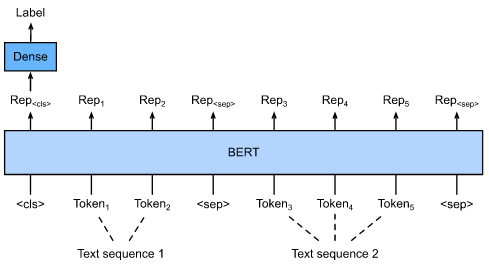 Label
Dense
Rep<cls> Rep1 Rep2 Rep<sep> Rep3 Rep4 Rep5 Rep<sep>
BERT
<cls> Token1 Token2 <sep> Token3 Token4 Token5 <sep>
Text sequence 1 Text sequence 2